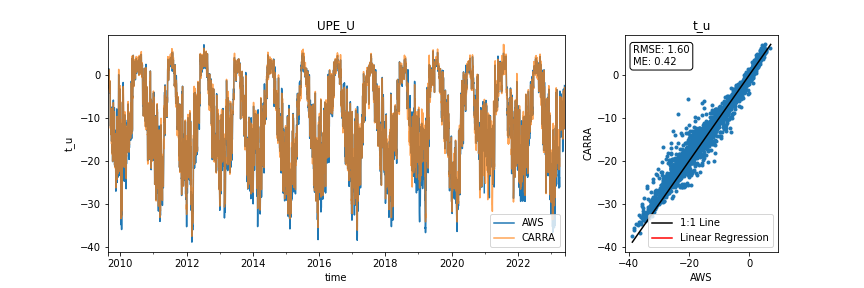 UPE_U
t_u
0
−10
−20
−30
−40
2010
2012
2014
2016
2018
2020
2022
time
AWS
CARRA
t_u
CARRA
0
−10
−20
−30
−40
RMSE: 1.60
ME: 0.42
1:1 Line
Linear Regression
−40
−20
0
AWS